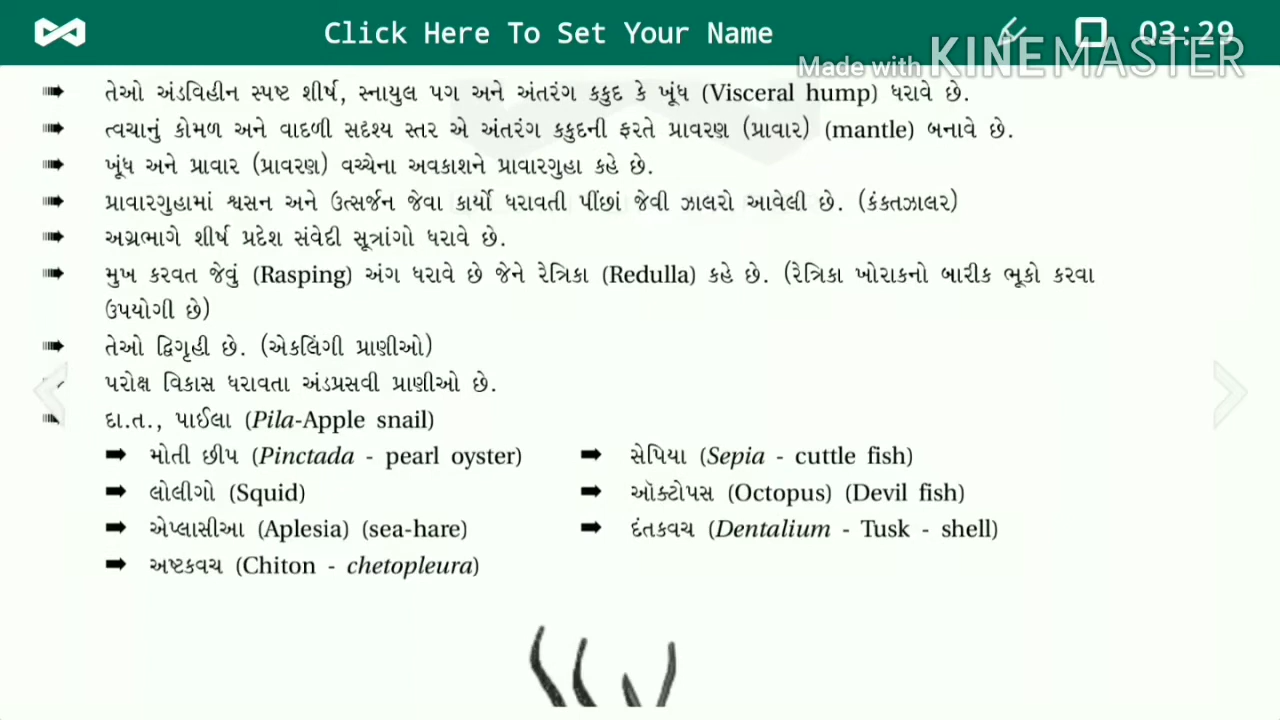 Click Here To Set Your Name
03:29
Made with KINEMASTER
તેઓ અંડવિહીન સ્પષ્ટ શીર્ષ, સ્નાયુલ પગ અને અંતરંગ કકુદ કે ખૂંધ (Visceral hump) ધરાવે છે.
ત્વચાનું કોમળ અને વાદળી સદૃશ્ય સ્તર એ અંતરંગ કકુદની ફરતે પ્રાવરણ (પ્રાવાર) (mantle) બનાવે છે.
ખૂંધ અને પ્રાવાર (પ્રાવરણ) વચ્ચેના અવકાશને પ્રાવારગુહા કહે છે.
પ્રાવારગુહામાં શ્વસન અને ઉત્સર્જન જેવા કાર્યો ધરાવતી પીંછાં જેવી ઝાલરો આવેલી છે. (કંકતઝાલર)
અગ્રભાગે શીર્ષ પ્રદેશ સંવેદી સૂત્રાંગો ધરાવે છે.
મુખ કરવત જેવું (Rasping) અંગ ધરાવે છે જેને રેત્રિકા (Redulla) કહે છે. (રેત્રિકા ખોરાકનો બારીક ભૂકો કરવા
ઉપયોગી છે)
તેઓ દ્વિગૃહી છે. (એકલિંગી પ્રાણીઓ)
પરોક્ષ વિકાસ ધરાવતા અંડપ્રસવી પ્રાણીઓ છે.
દા.ત., પાઈલા (Pila-Apple snail)
મોતી છીપ (Pinctada - pearl oyster)
સેપિયા (Sepia - cuttle fish)
લોલીગો (Squid)
ઑક્ટોપસ (Octopus) (Devil fish)
એપ્લાસીઆ (Aplesia) (sea-hare)
દંતકવચ (Dentalium - Tusk - shell)
અષ્ટકવચ (Chiton - chetopleura)